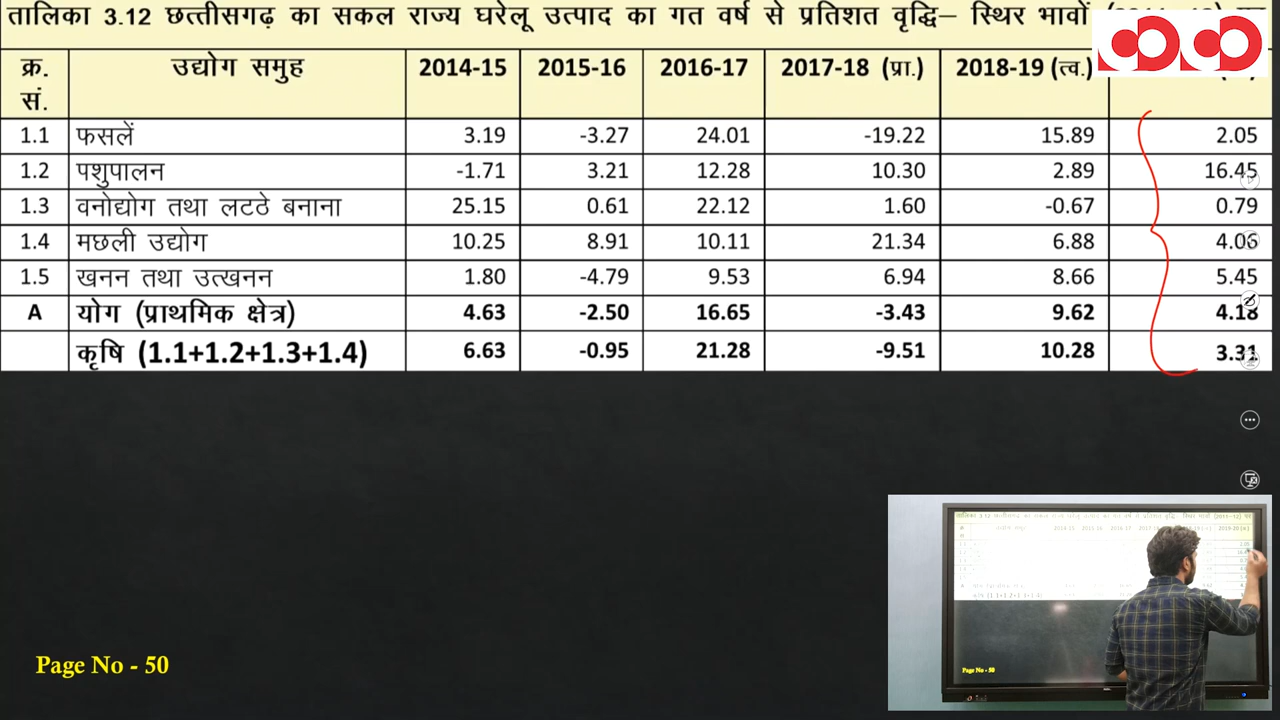 तालिका 3.12 छत्तीसगढ़ का सकल राज्य घरेलू उत्पाद का गत वर्ष से प्रतिशत वृद्धि– स्थिर भावों
क्र. सं. उद्योग समुह 2014-15 2015-16 2016-17 2017-18 (प्रा.) 2018-19 (त्व.)
1.1 फसलें 3.19 -3.27 24.01 -19.22 15.89 2.05
1.2 पशुपालन -1.71 3.21 12.28 10.30 2.89 16.45
1.3 वनोद्योग तथा लटठे बनाना 25.15 0.61 22.12 1.60 -0.67 0.79
1.4 मछली उद्योग 10.25 8.91 10.11 21.34 6.88 4.06
1.5 खनन तथा उत्खनन 1.80 -4.79 9.53 6.94 8.66 5.45
A योग (प्राथमिक क्षेत्र) 4.63 -2.50 16.65 -3.43 9.62 4.18
कृषि (1.1+1.2+1.3+1.4) 6.63 -0.95 21.28 -9.51 10.28 3.31
Page No - 50